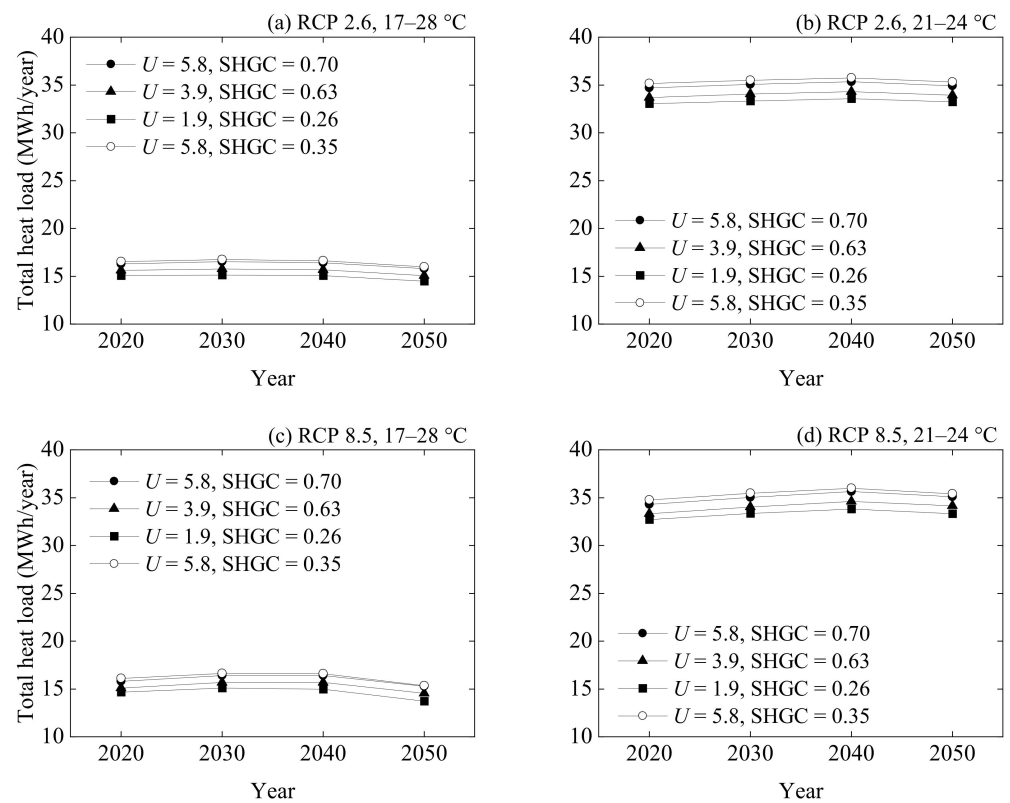 (a) RCP 2.6, 17–28 °C
Total heat load (MWh/year)
40
35
30
25
20
15
10
U = 5.8, SHGC = 0.70
U = 3.9, SHGC = 0.63
U = 1.9, SHGC = 0.26
U = 5.8, SHGC = 0.35
2020 2030 2040 2050
Year
(b) RCP 2.6, 21–24 °C
40
35
30
25
20
15
10
U = 5.8, SHGC = 0.70
U = 3.9, SHGC = 0.63
U = 1.9, SHGC = 0.26
U = 5.8, SHGC = 0.35
2020 2030 2040 2050
Year
(c) RCP 8.5, 17–28 °C
Total heat load (MWh/year)
40
35
30
25
20
15
10
U = 5.8, SHGC = 0.70
U = 3.9, SHGC = 0.63
U = 1.9, SHGC = 0.26
U = 5.8, SHGC = 0.35
2020 2030 2040 2050
Year
(d) RCP 8.5, 21–24 °C
40
35
30
25
20
15
10
U = 5.8, SHGC = 0.70
U = 3.9, SHGC = 0.63
U = 1.9, SHGC = 0.26
U = 5.8, SHGC = 0.35
2020 2030 2040 2050
Year